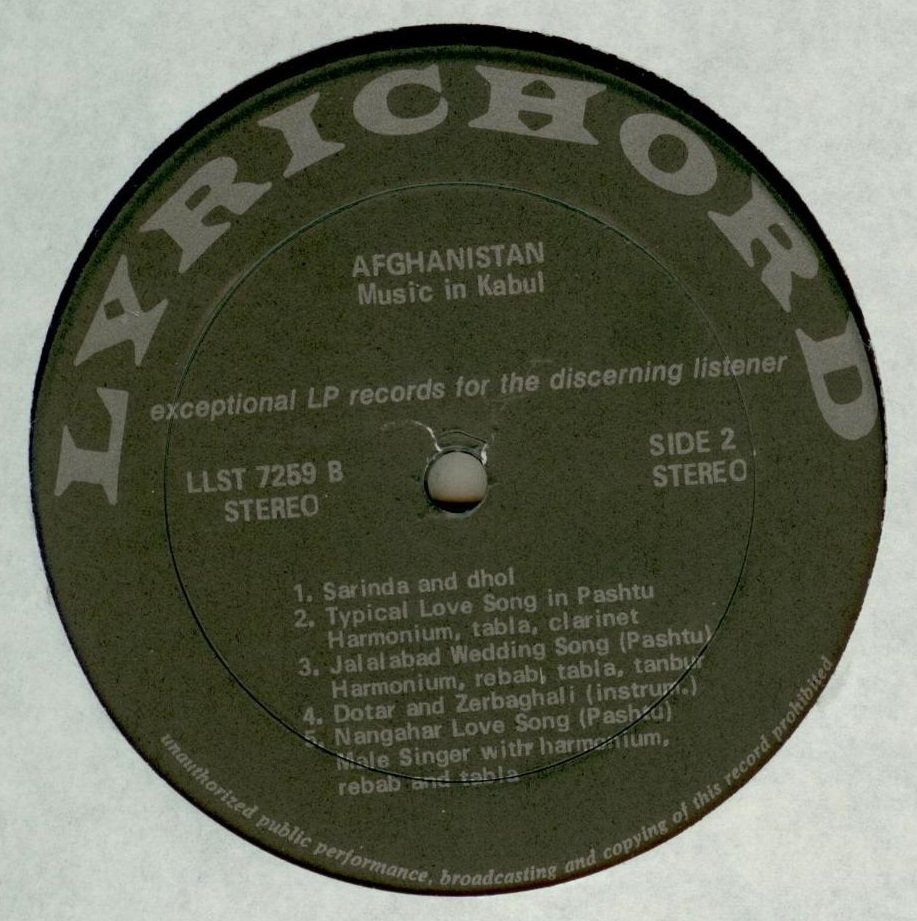 LYRICHORD
AFGHANISTAN
Music in Kabul
exceptional LP records for the discerning listener
LLST 7259 B
STEREO
SIDE 2
STEREO
1. Sarinda and dhol
2. Typical Love Song in Pashtu
Harmonium, tabla, clarinet
3. Jalalabad Wedding Song (Pashtu)
Harmonium, rebab, tabla, tanbur
4. Dotar and Zerbaghali (instrum.)
5. Nangahar Love Song (Pashtu)
Male Singer with harmonium,
rebab and tabla
unauthorized public performance, broadcasting and copying of this record prohibited